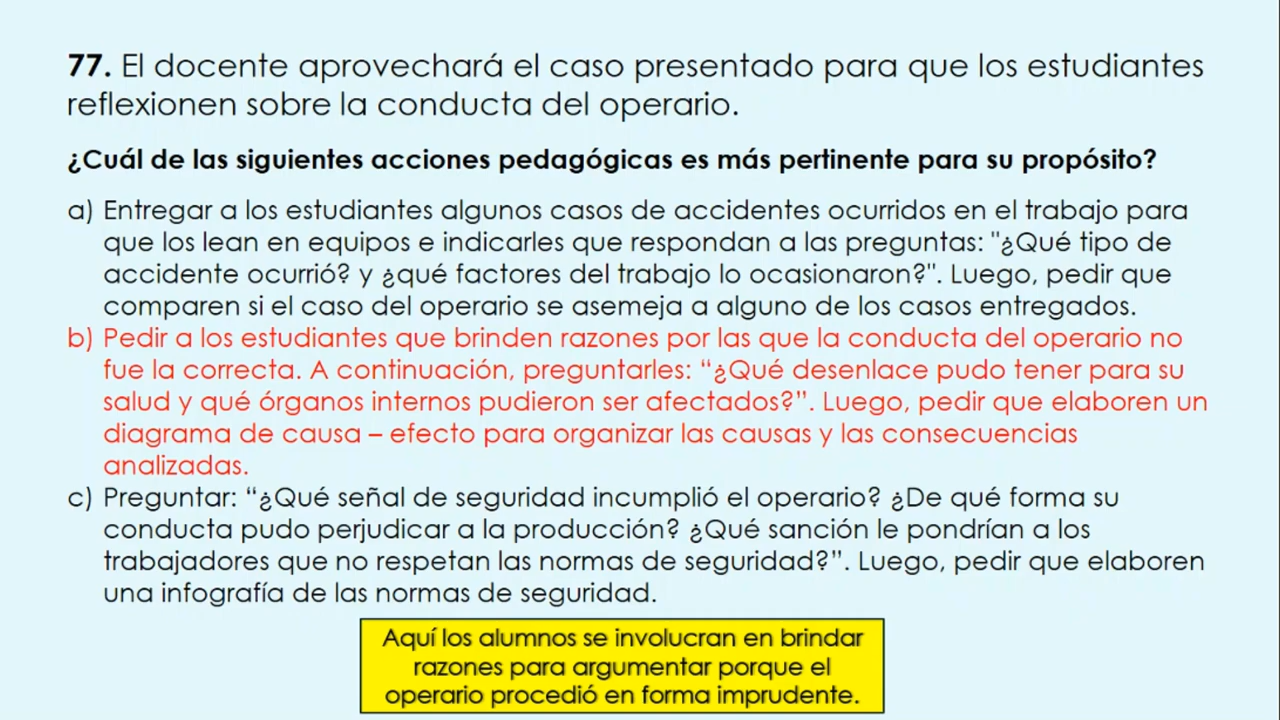 77. El docente aprovechará el caso presentado para que los estudiantes
reflexionen sobre la conducta del operario.
¿Cuál de las siguientes acciones pedagógicas es más pertinente para su propósito?
a) Entregar a los estudiantes algunos casos de accidentes ocurridos en el trabajo para
que los lean en equipos e indicarles que respondan a las preguntas: "¿Qué tipo de
accidente ocurrió? y ¿qué factores del trabajo lo ocasionaron?". Luego, pedir que
comparen si el caso del operario se asemeja a alguno de los casos entregados.
b) Pedir a los estudiantes que brinden razones por las que la conducta del operario no
fue la correcta. A continuación, preguntarles: “¿Qué desenlace pudo tener para su
salud y qué órganos internos pudieron ser afectados?”. Luego, pedir que elaboren un
diagrama de causa – efecto para organizar las causas y las consecuencias
analizadas.
c) Preguntar: “¿Qué señal de seguridad incumplió el operario? ¿De qué forma su
conducta pudo perjudicar a la producción? ¿Qué sanción le pondrían a los
trabajadores que no respetan las normas de seguridad?”. Luego, pedir que elaboren
una infografía de las normas de seguridad.
Aquí los alumnos se involucran en brindar
razones para argumentar porque el
operario procedió en forma imprudente.